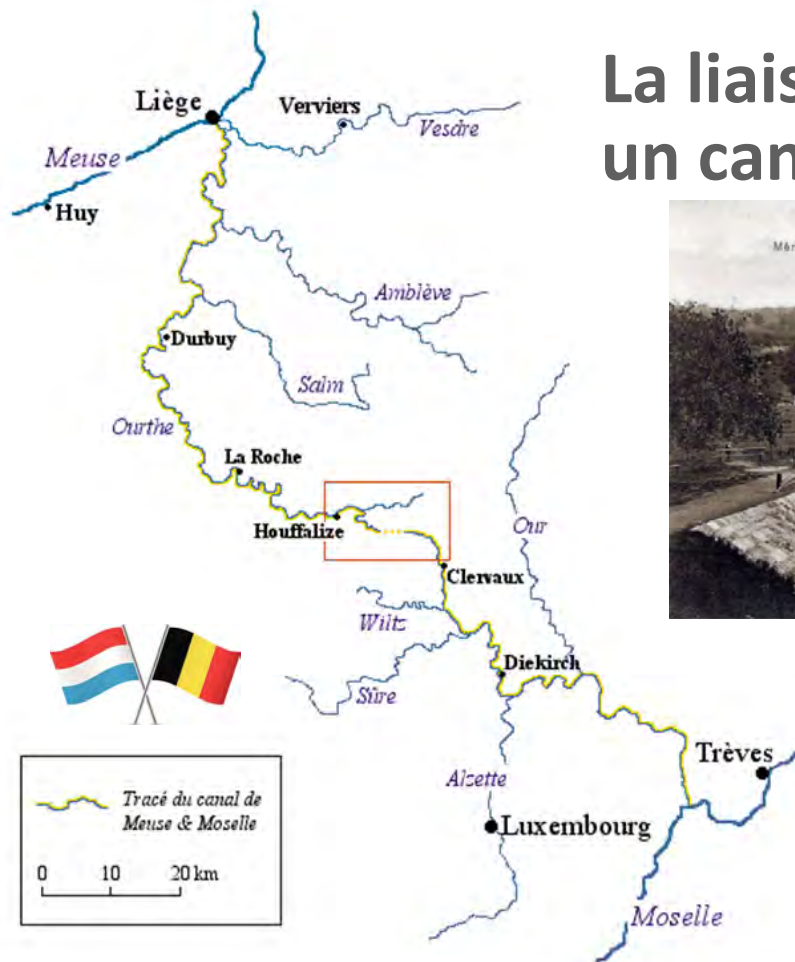 La liais
un can
Mér
Liège
Verviers
Vesdre
Meuse
Huy
Amblève
Durbuy
Salm
Ourthe
La Roche
Houffalize
Our
Clervaux
Wiltz
Diekirch
Sûre
Trèves
Alzette
Luxembourg
Moselle
Tracé du canal de
Meuse & Moselle
0 10 20 km